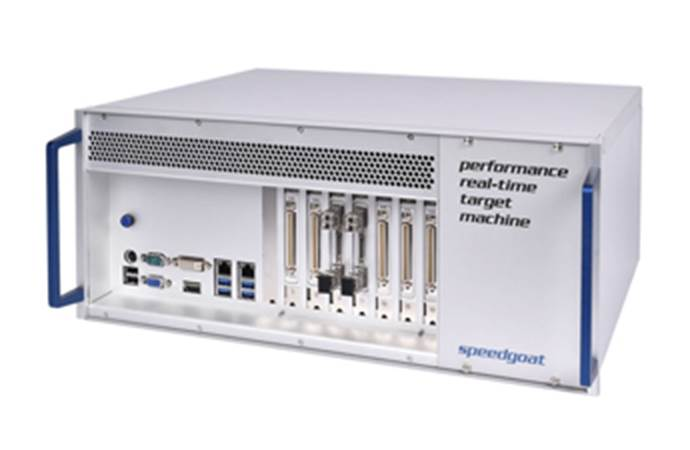 performance
real-time
target
machine
speedgoat